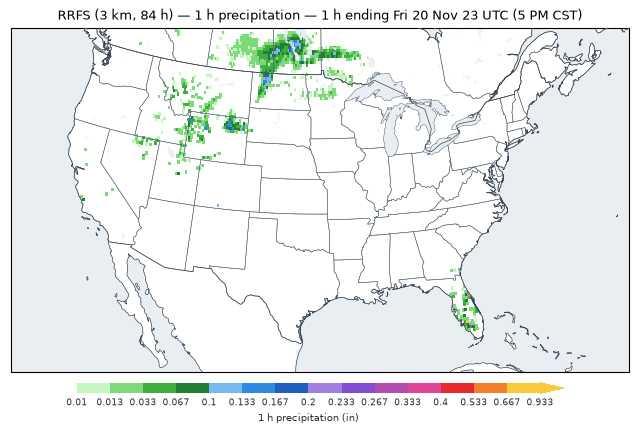 RRFS (3 km, 84 h) — 1 h precipitation — 1 h ending Fri 20 Nov 23 UTC (5 PM CST)
0.01 0.013 0.033 0.067 0.1 0.133 0.167 0.2 0.233 0.267 0.333 0.4 0.533 0.667 0.933
1 h precipitation (in)